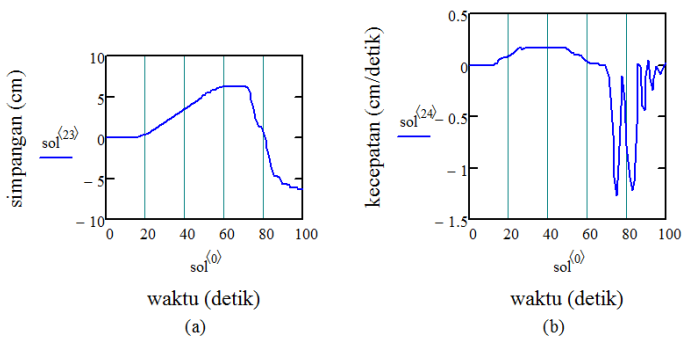 10
5
0
− 5
− 10
simpangan (cm)
sol⟨23⟩
0 20 40 60 80 100
sol⟨0⟩
waktu (detik)
(a)
0.5
0
− 0.5
− 1
− 1.5
kecepatan (cm/detik)
sol⟨24⟩
0 20 40 60 80 100
sol⟨0⟩
waktu (detik)
(b)